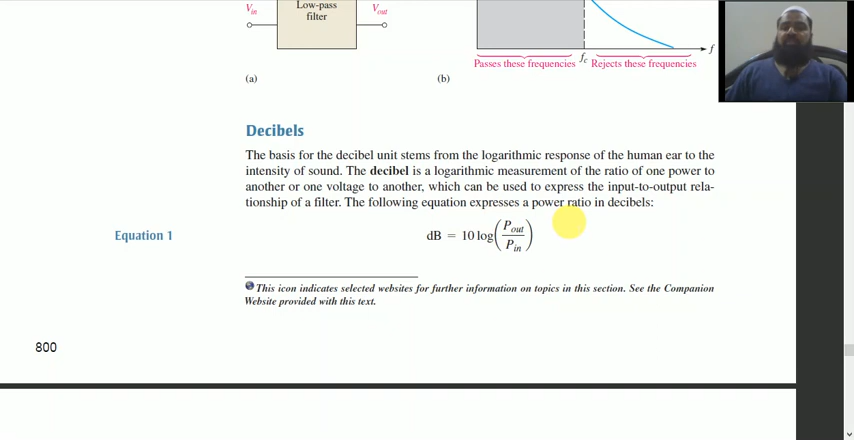 V_in
Low-pass
filter
V_out
(a)
f
Passes these frequencies f_c Rejects these frequencies
(b)
Decibels
The basis for the decibel unit stems from the logarithmic response of the human ear to the
intensity of sound. The decibel is a logarithmic measurement of the ratio of one power to
another or one voltage to another, which can be used to express the input-to-output rela-
tionship of a filter. The following equation expresses a power ratio in decibels:
Equation 1
dB = 10 log(P_out/P_in)
This icon indicates selected websites for further information on topics in this section. See the Companion
Website provided with this text.
800